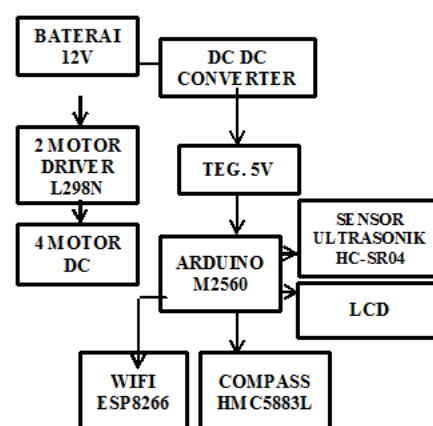 BATERAI
12V
DC DC
CONVERTER
2 MOTOR
DRIVER
L298N
TEG. 5V
4 MOTOR
DC
ARDUINO
M2560
SENSOR
ULTRASONIK
HC-SR04
LCD
WIFI
ESP8266
COMPASS
HMC5883L